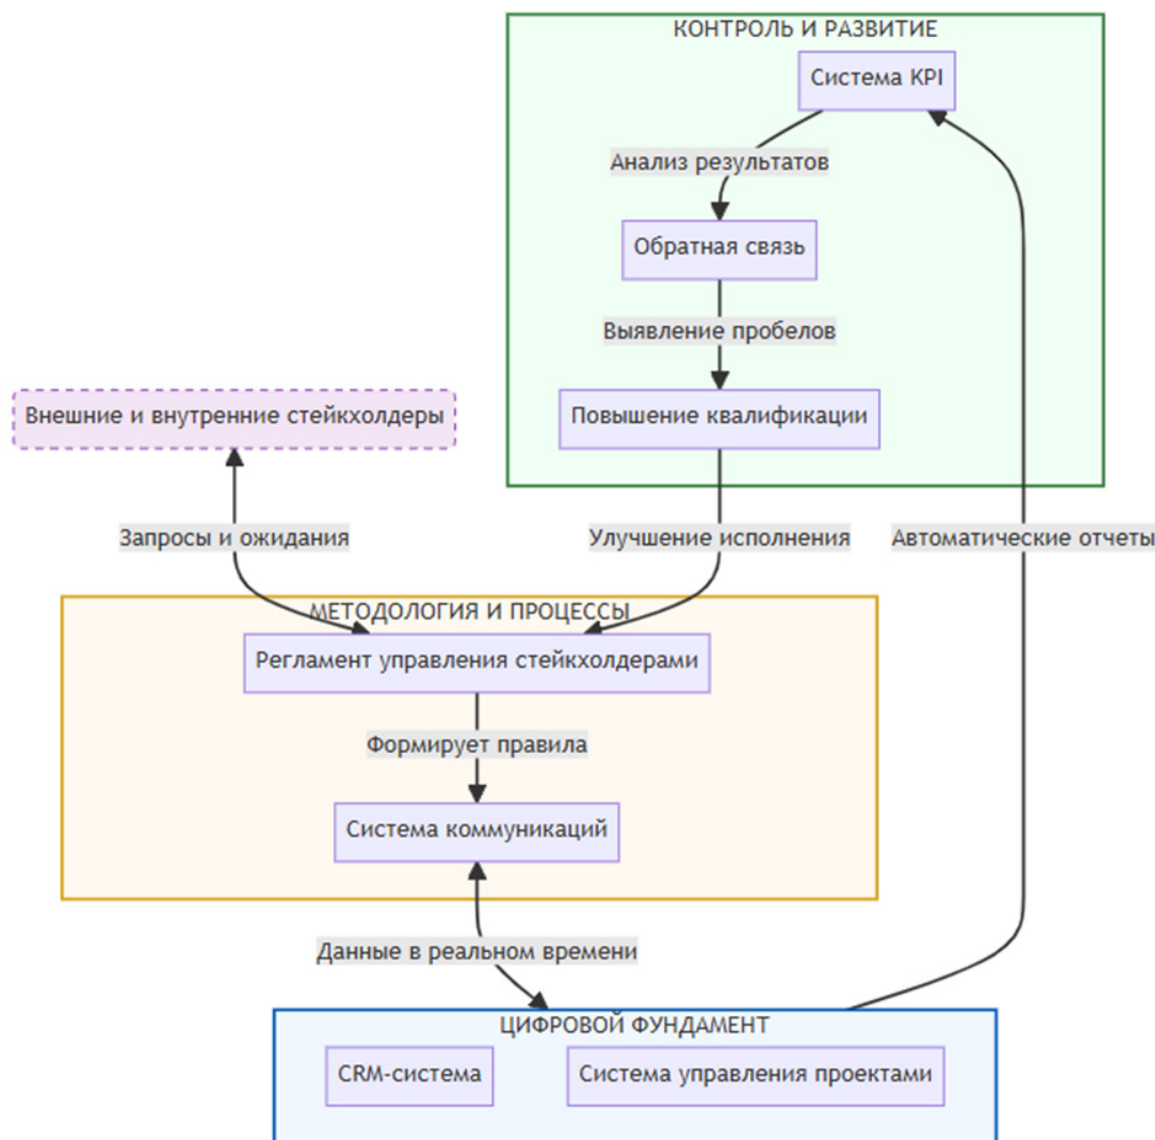 КОНТРОЛЬ И РАЗВИТИЕ
Система KPI
Анализ результатов
Обратная связь
Выявление пробелов
Внешние и внутренние стейкхолдеры
Повышение квалификации
Запросы и ожидания
Улучшение исполнения
Автоматические отчеты
МЕТОДОЛОГИЯ И ПРОЦЕССЫ
Регламент управления стейкхолдерами
Формирует правила
Система коммуникаций
Данные в реальном времени
ЦИФРОВОЙ ФУНДАМЕНТ
CRM-система
Система управления проектами